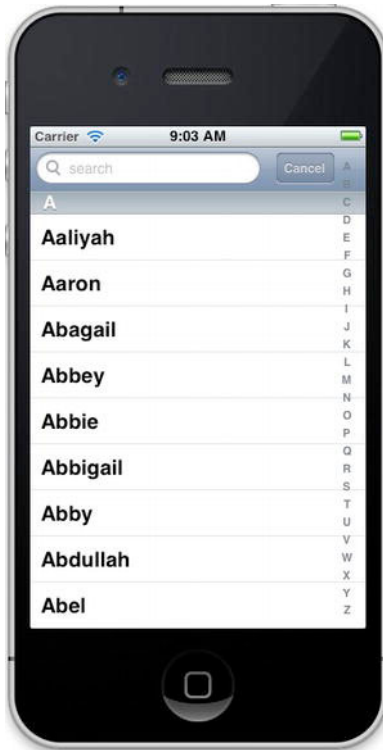 Carrier 9:03 AM
search Cancel
A
Aaliyah
Aaron
Abagail
Abbey
Abbie
Abbigail
Abby
Abdullah
Abel
A
B
C
D
E
F
G
H
I
J
K
L
M
N
O
P
Q
R
S
T
U
V
W
X
Y
Z